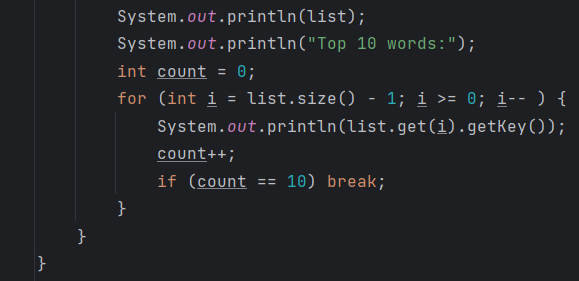 System.out.println(list);
System.out.println("Top 10 words:");
int count = 0;
for (int i = list.size() - 1; i >= 0; i-- ) {
System.out.println(list.get(i).getKey());
count++;
if (count == 10) break;
}
}
}